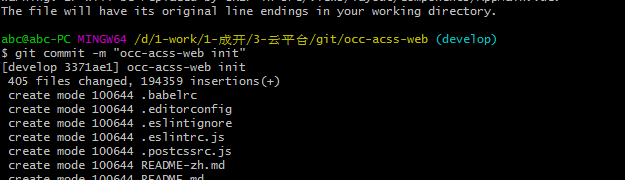 The file will have its original line endings in your working directory.
abc@abc-PC MINGW64 /d/1-work/1-成开/3-云平台/git/occ-acss-web (develop)
$ git commit -m "occ-acss-web init"
[develop 3371ae1] occ-acss-web init
405 files changed, 194359 insertions(+)
create mode 100644 .babelrc
create mode 100644 .editorconfig
create mode 100644 .eslintignore
create mode 100644 .eslintrc.js
create mode 100644 .postcssrc.js
create mode 100644 README-zh.md
create mode 100644 README.md